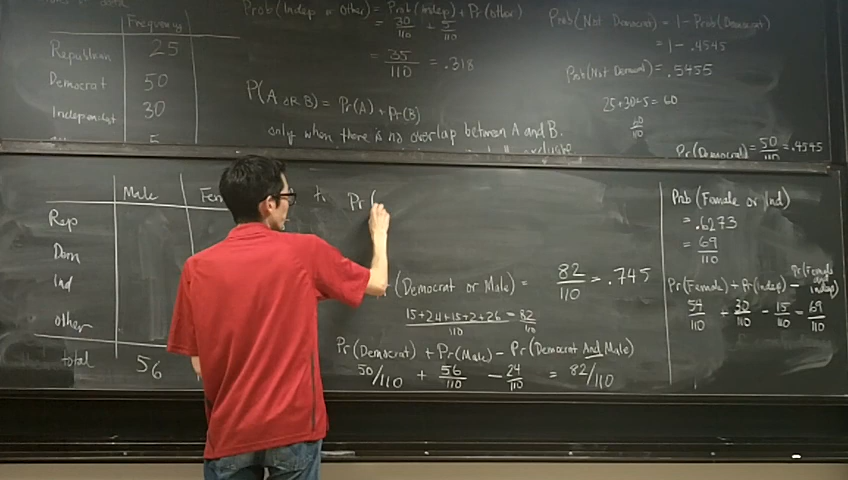 Frequency
Republican 25
Democrat 50
Independent 30
5
Prob(Indep or Other) = Prob(Indep) + Pr(other)
= 30/110 + 5/110
= 35/110 = .318
P(A or B) = Pr(A) + Pr(B)
only when there is no overlap between A and B.
Prob(Not Democrat) = 1 - Prob(Democrat)
= 1 - .4545
Prob(Not Democrat) = .5455
25+30+5 = 60
60/110
Pr(Democrat) = 50/110 = .4545
Male
Rep
Dem
Ind
other
total 56
Pr (
(Democrat or Male) = 82/110 = .745
15+24+15+2+26/110 = 82/110
Pr(Democrat) + Pr(Male) - Pr(Democrat And Male)
50/110 + 56/110 - 24/110 = 82/110
Prob (Female or Ind)
= .6273
= 69/110
Pr(Female) + Pr(Indep) - Pr(Female and indep)
54/110 + 30/110 - 15/110 = 69/110